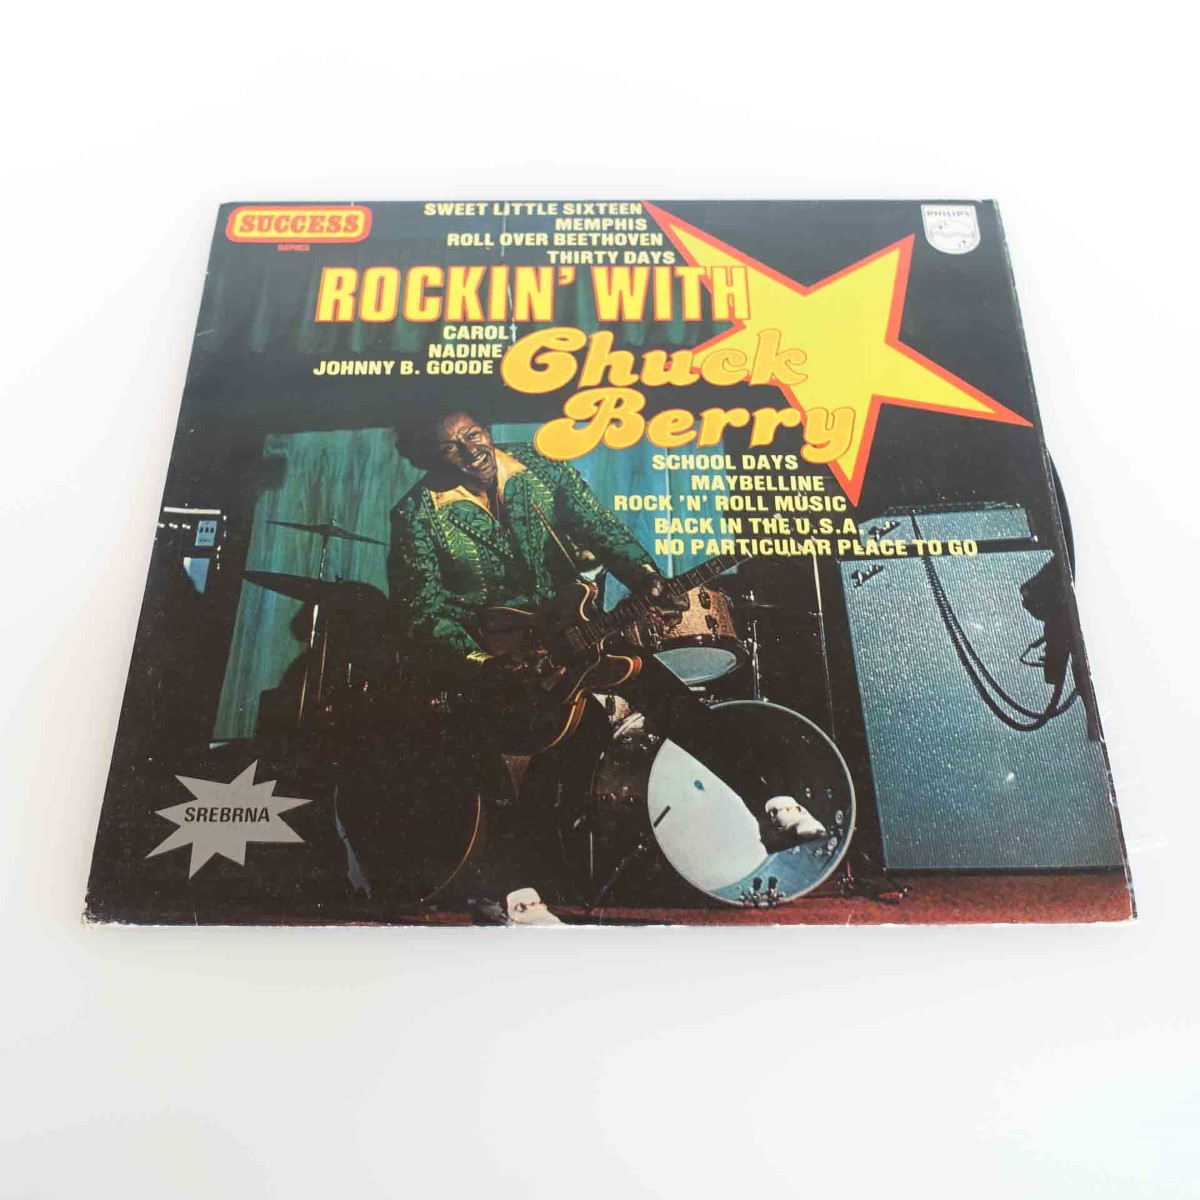 SUCCESS
SERIES
SWEET LITTLE SIXTEEN
MEMPHIS
ROLL OVER BEETHOVEN
THIRTY DAYS
PHILIPS
ROCKIN' WITH
CAROL
NADINE
JOHNNY B. GOODE
Chuck
Berry
SCHOOL DAYS
MAYBELLINE
ROCK 'N' ROLL MUSIC
BACK IN THE U.S.A.
NO PARTICULAR PLACE TO GO
Fender
SREBRNA